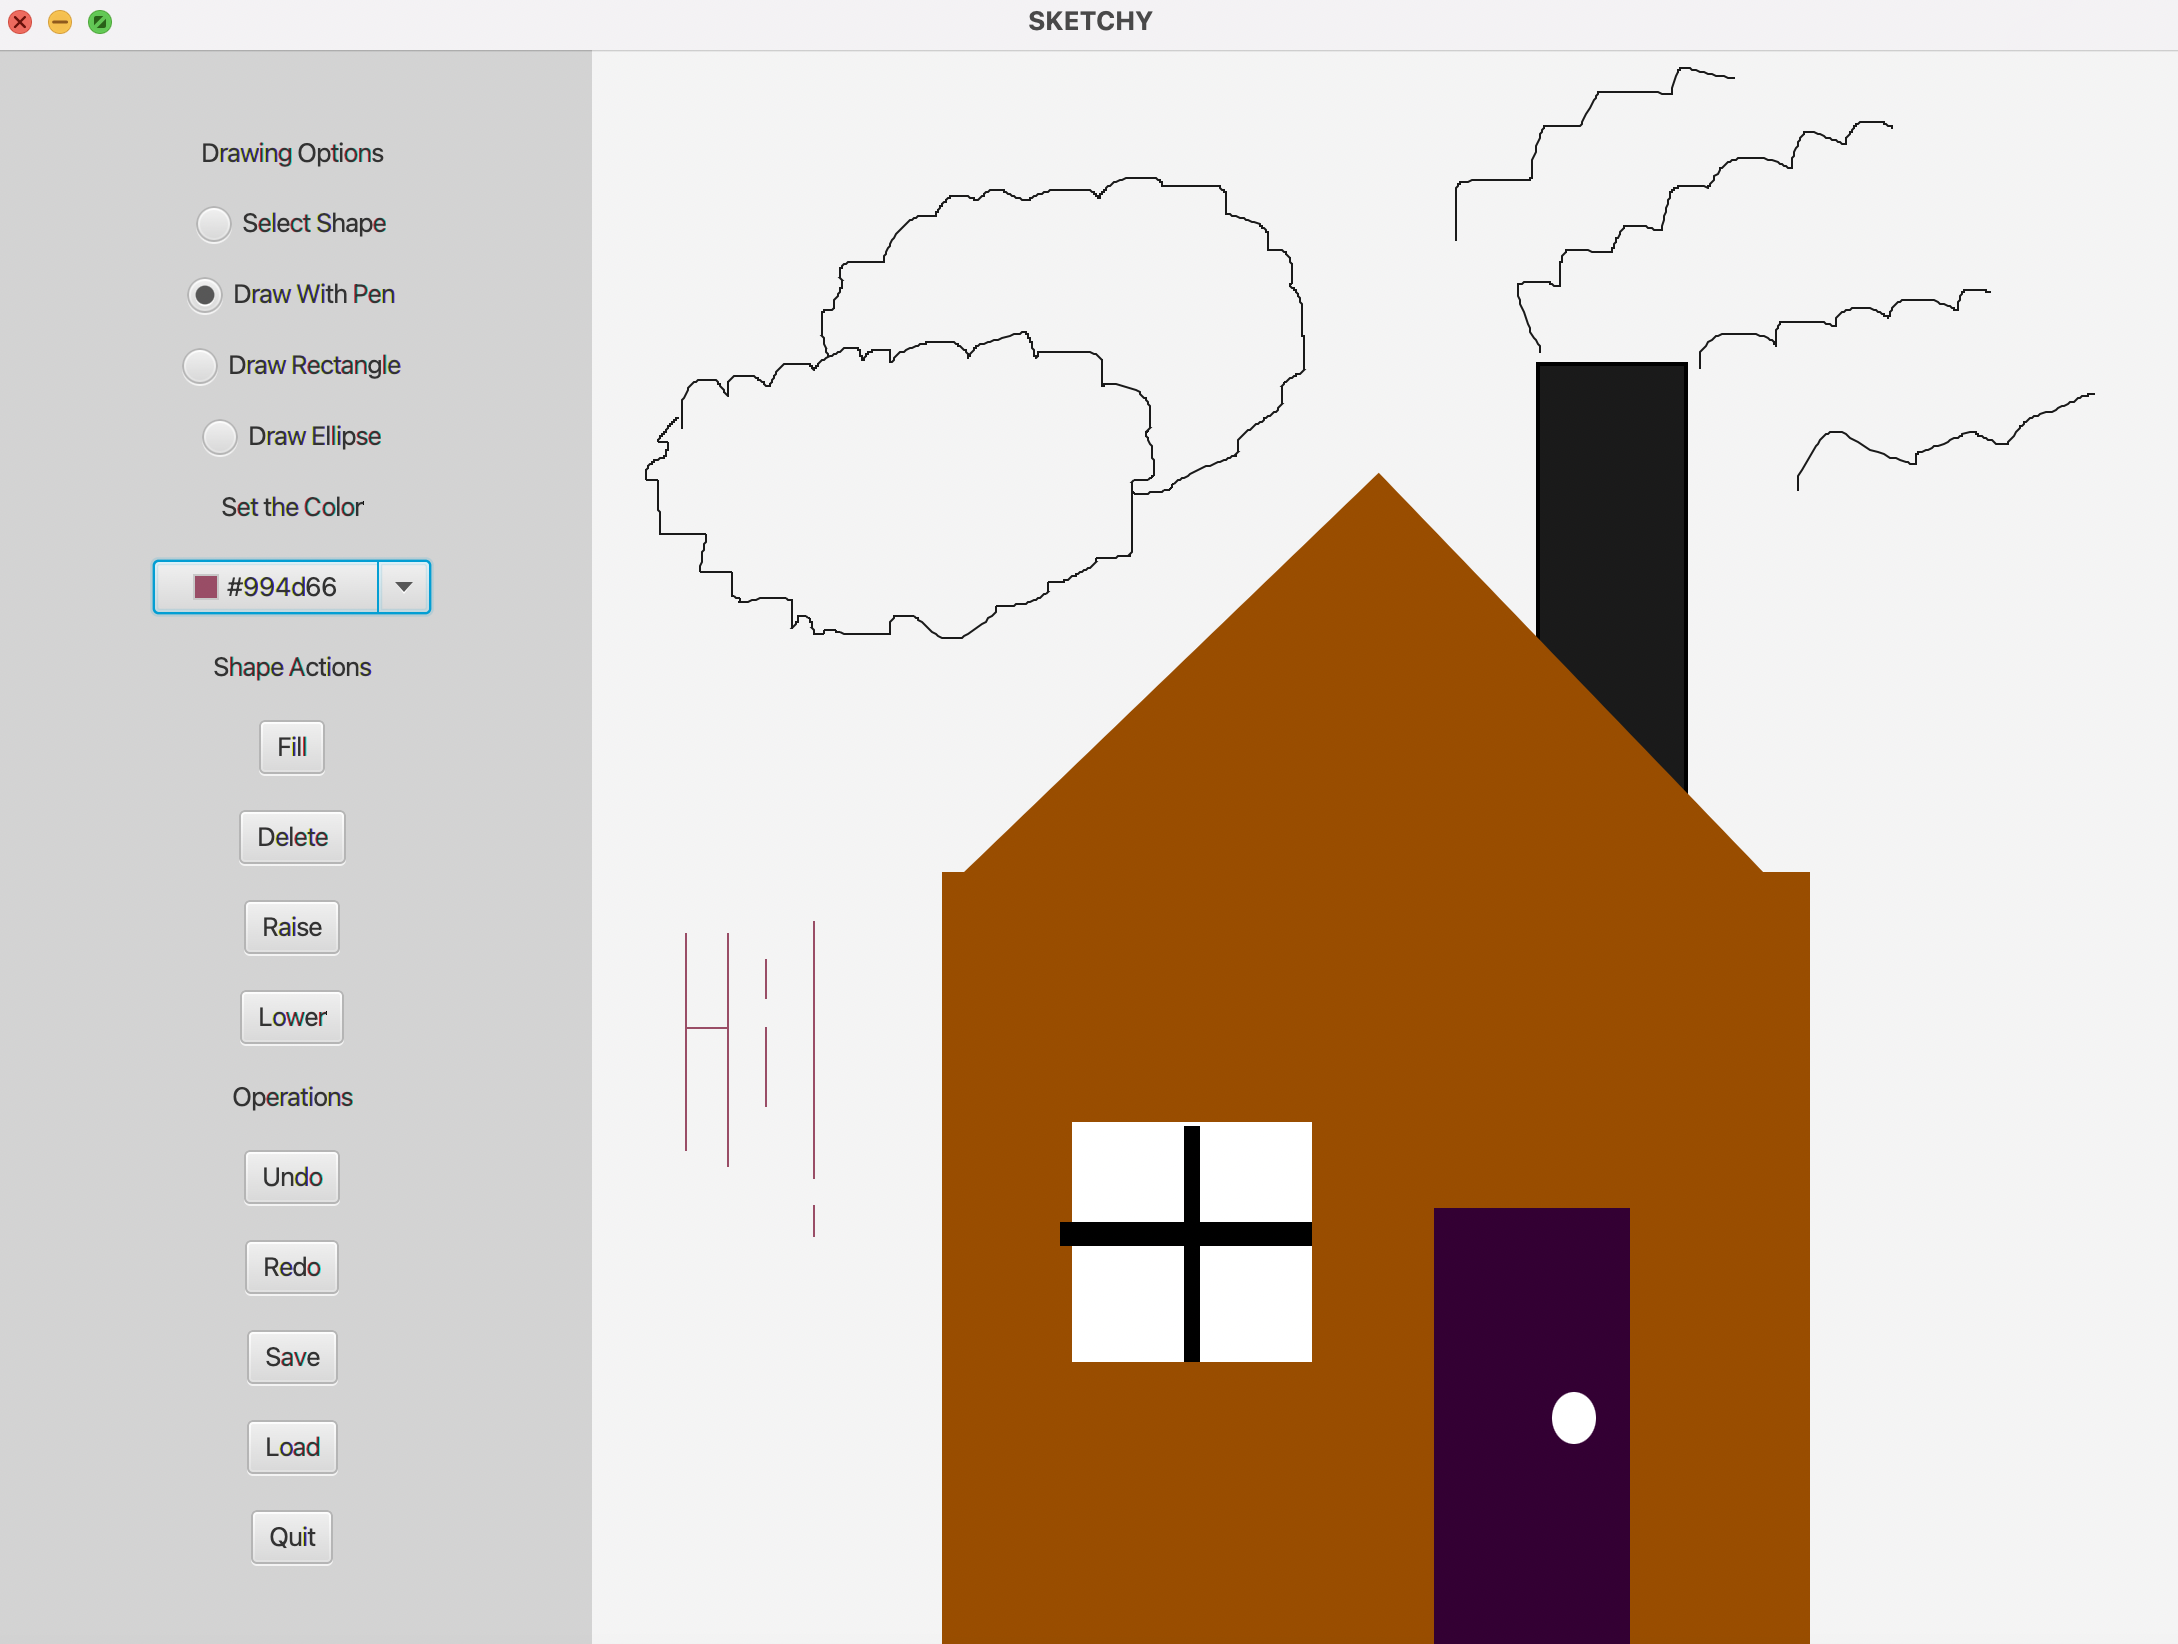 SKETCHY
Drawing Options
Select Shape
Draw With Pen
Draw Rectangle
Draw Ellipse
Set the Color
#994d66
Shape Actions
Fill
Delete
Raise
Lower
Operations
Undo
Redo
Save
Load
Quit
Hi!